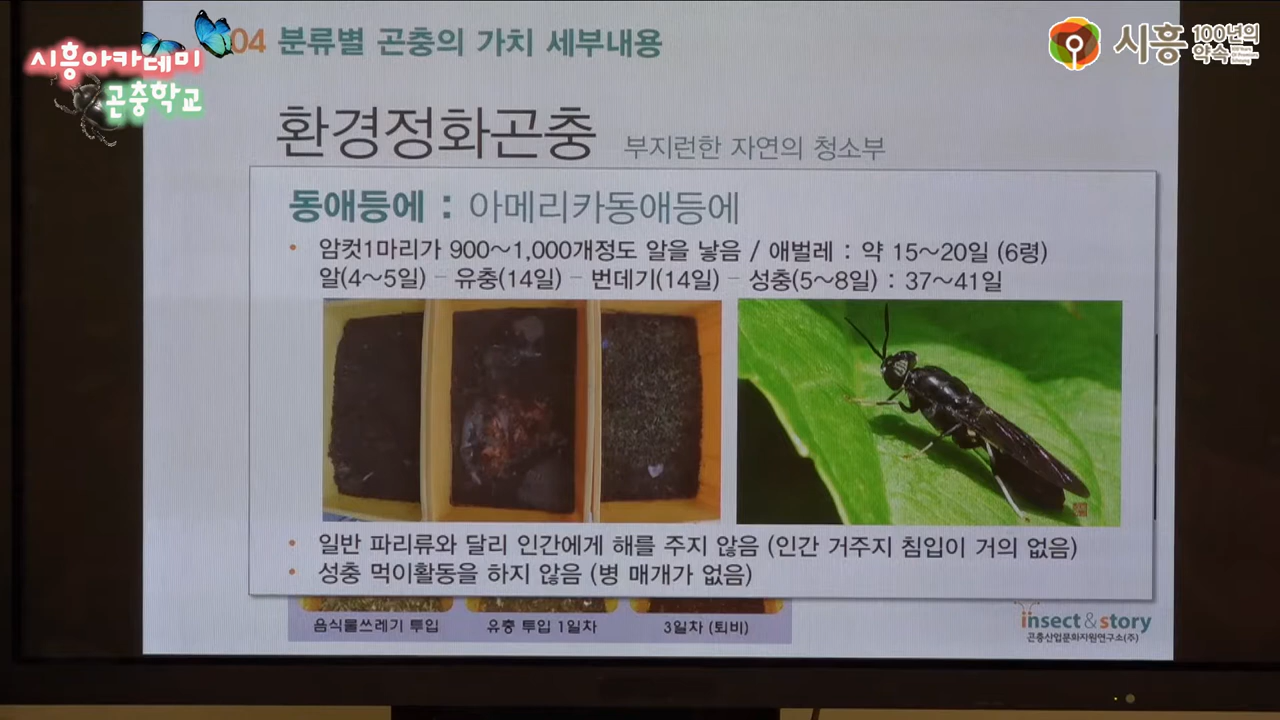 시흥아카데미
곤충학교
04 분류별 곤충의 가치 세부내용
시흥 100년의 약속
환경정화곤충 부지런한 자연의 청소부
동애등에 : 아메리카동애등에
• 암컷1마리가 900~1,000개정도 알을 낳음 / 애벌레 : 약 15~20일 (6령)
알(4~5일) - 유충(14일) - 번데기(14일) - 성충(5~8일) : 37~41일
• 일반 파리류와 달리 인간에게 해를 주지 않음 (인간 거주지 침입이 거의 없음)
• 성충 먹이활동을 하지 않음 (병 매개가 없음)
음식물쓰레기 투입 유충 투입 1일차 3일차 (퇴비)
insect & story
곤충산업문화지원연구소(주)